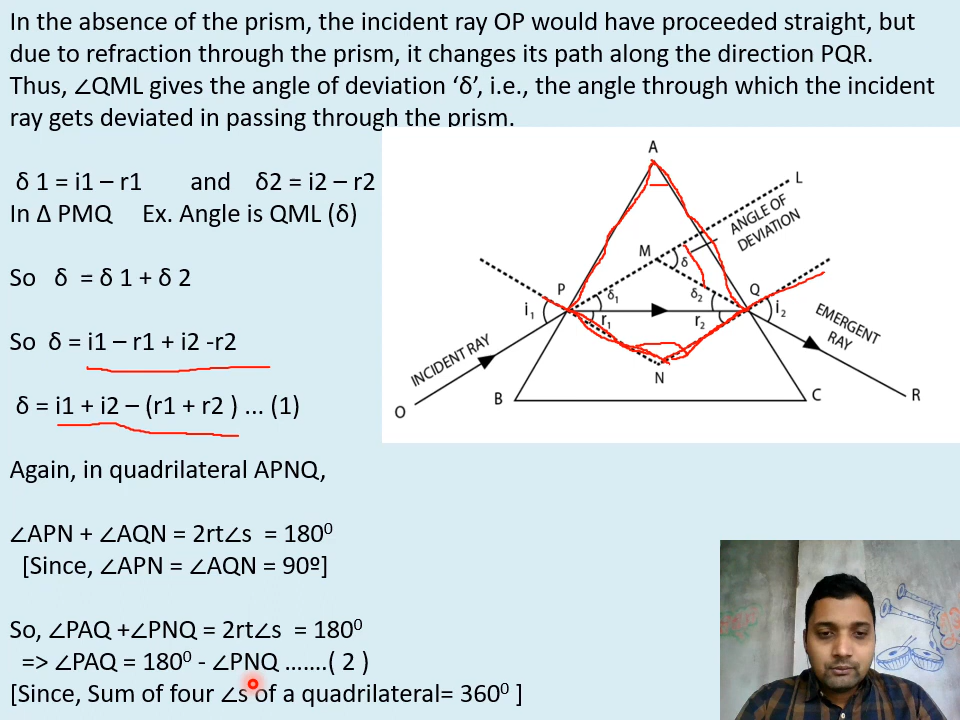 In the absence of the prism, the incident ray OP would have proceeded straight, but
due to refraction through the prism, it changes its path along the direction PQR.
Thus, ∠QML gives the angle of deviation ‘δ’, i.e., the angle through which the incident
ray gets deviated in passing through the prism.
δ 1 = i1 – r1 and δ2 = i2 – r2
In Δ PMQ Ex. Angle is QML (δ)
So δ = δ 1 + δ 2
So δ = i1 – r1 + i2 -r2
δ = i1 + i2 – (r1 + r2 ) ... (1)
Again, in quadrilateral APNQ,
∠APN + ∠AQN = 2rt∠s = 180⁰
[Since, ∠APN = ∠AQN = 90º]
So, ∠PAQ +∠PNQ = 2rt∠s = 180⁰
=> ∠PAQ = 180⁰ - ∠PNQ …….( 2 )
[Since, Sum of four ∠s of a quadrilateral= 360⁰ ]
A
L
ANGLE OF
DEVIATION
M
δ
P
δ₁
δ₂
Q
i₁
r₁
r₂
i₂
EMERGENT
RAY
INCIDENT RAY
N
O
B
C
R